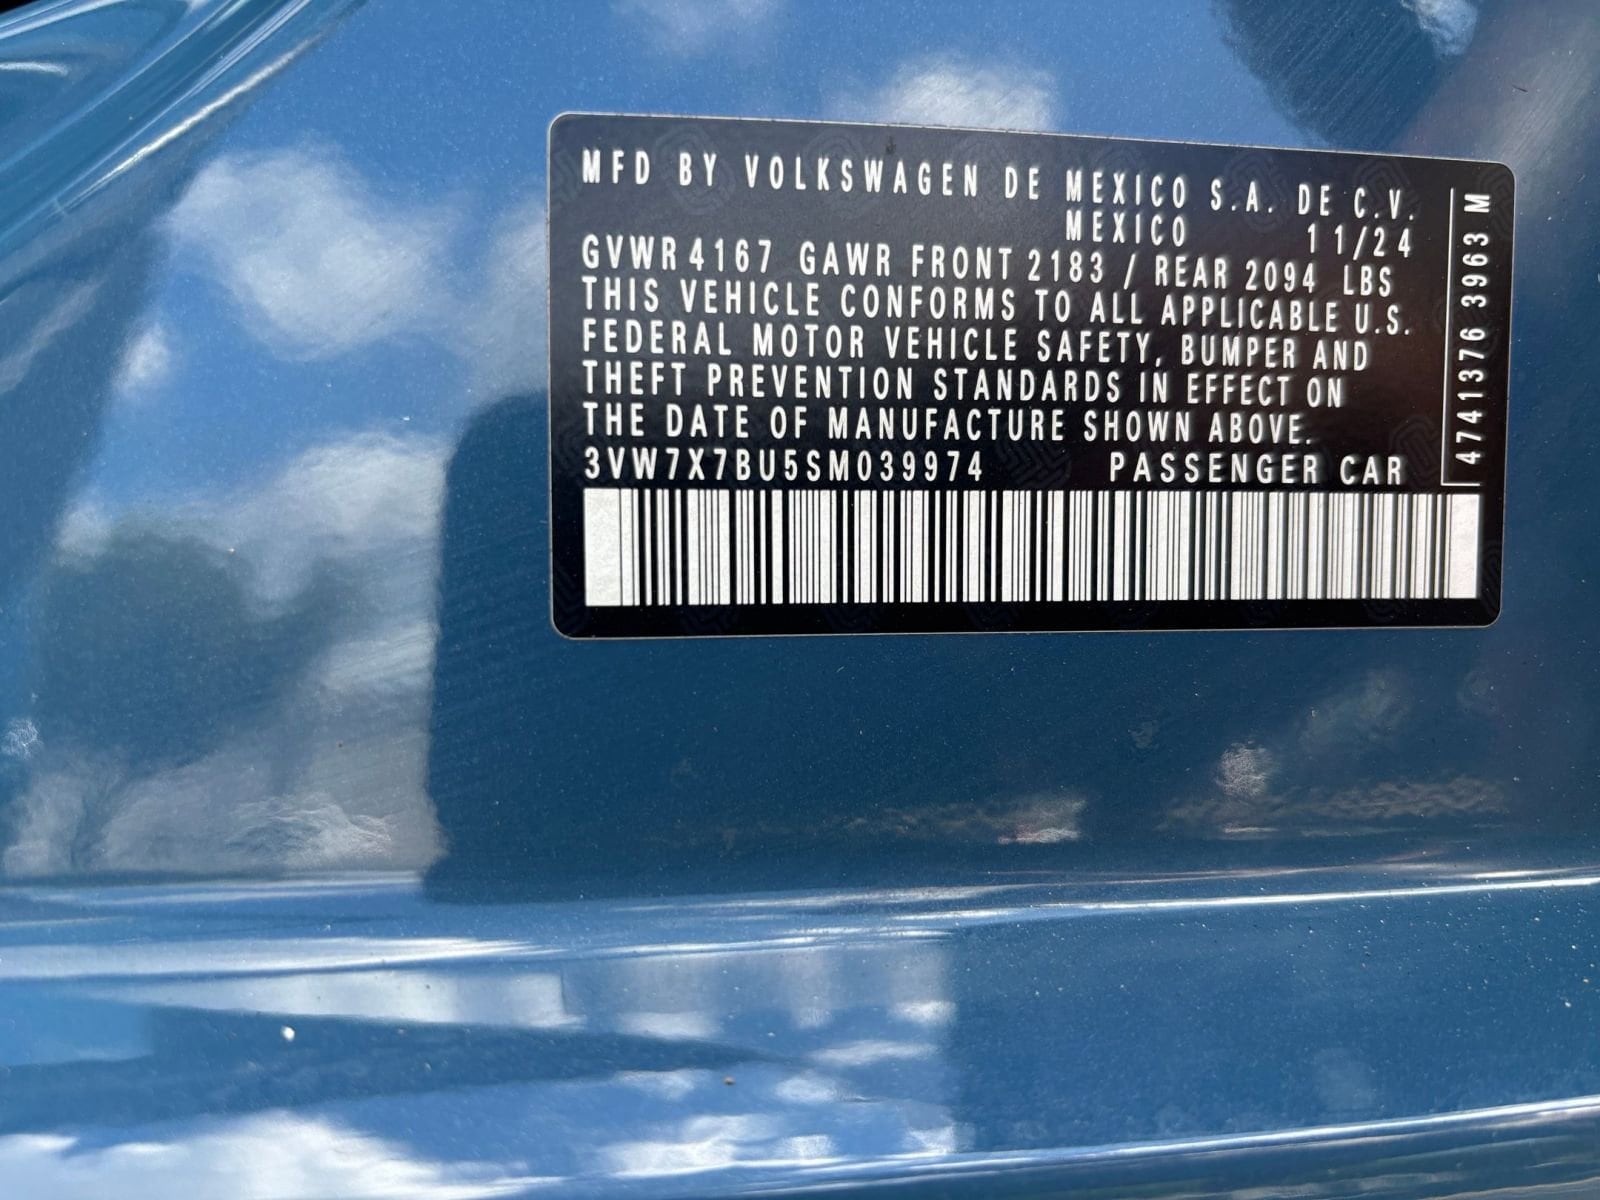 MFD BY VOLKSWAGEN DE MEXICO S.A. DE C.V.
MEXICO 11/24
GVWR 4167 GAWR FRONT 2183 / REAR 2094 LBS
THIS VEHICLE CONFORMS TO ALL APPLICABLE U.S.
FEDERAL MOTOR VEHICLE SAFETY, BUMPER AND
THEFT PREVENTION STANDARDS IN EFFECT ON
THE DATE OF MANUFACTURE SHOWN ABOVE.
3VW7X7BU5SM039974 PASSENGER CAR
4741376 3963 M